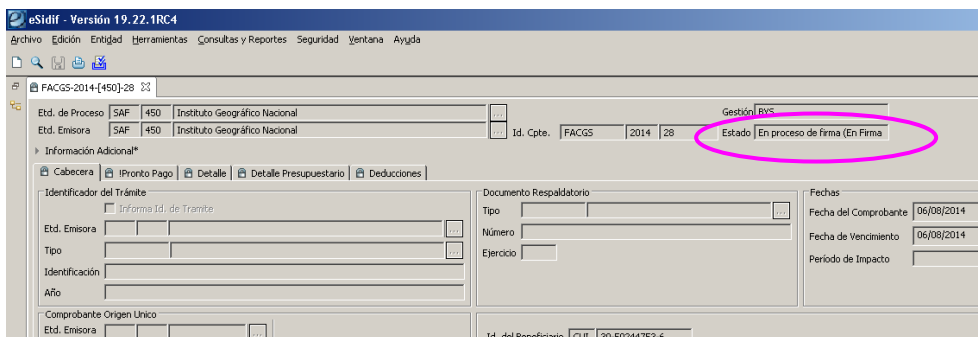 eSidif - Versión 19.22.1RC4
Archivo Edición Entidad Herramientas Consultas y Reportes Seguridad Ventana Ayuda
FACGS-2014-[450]-28
Etd. de Proceso SAF 450 Instituto Geográfico Nacional ... Gestión BYS
Etd. Emisora SAF 450 Instituto Geográfico Nacional ... Id. Cpte. FACGS 2014 28 Estado En proceso de firma (En Firma
Información Adicional*
Cabecera !Pronto Pago Detalle Detalle Presupuestario Deducciones
Identificador del Trámite Documento Respaldatorio Fechas
Informa Id. de Tramite Tipo ... Fecha del Comprobante 06/08/2014
Etd. Emisora ... Número Fecha de Vencimiento 06/08/2014
Tipo ... Ejercicio Período de Impacto
Identificación
Año
Comprobante Origen Unico
Etd. Emisora ... Id. del Beneficiario CUI